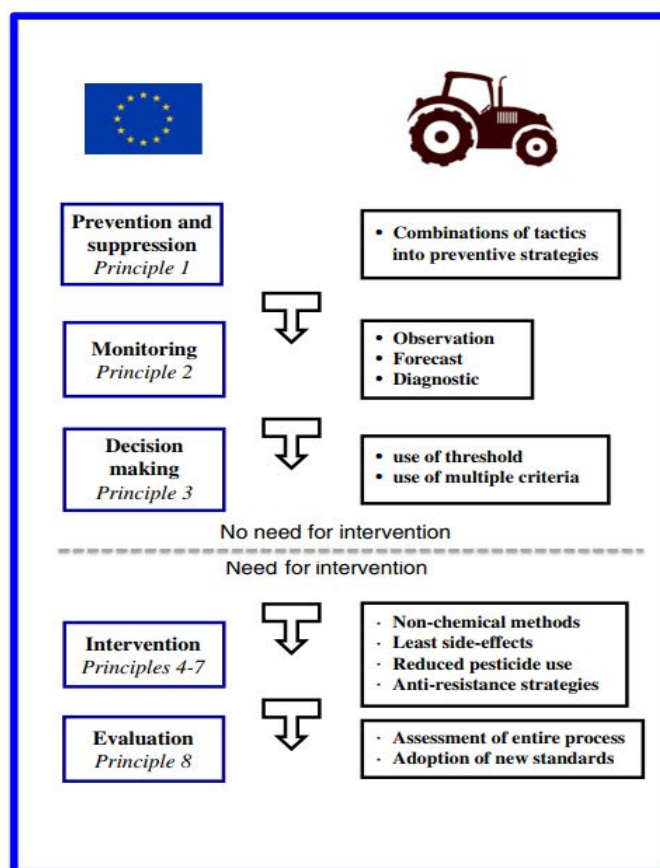 Prevention and
suppression
Principle 1
• Combinations of tactics
into preventive strategies
Monitoring
Principle 2
• Observation
• Forecast
• Diagnostic
Decision
making
Principle 3
• use of threshold
• use of multiple criteria
No need for intervention
Need for intervention
Intervention
Principles 4-7
· Non-chemical methods
· Least side-effects
· Reduced pesticide use
· Anti-resistance strategies
Evaluation
Principle 8
· Assessment of entire process
· Adoption of new standards